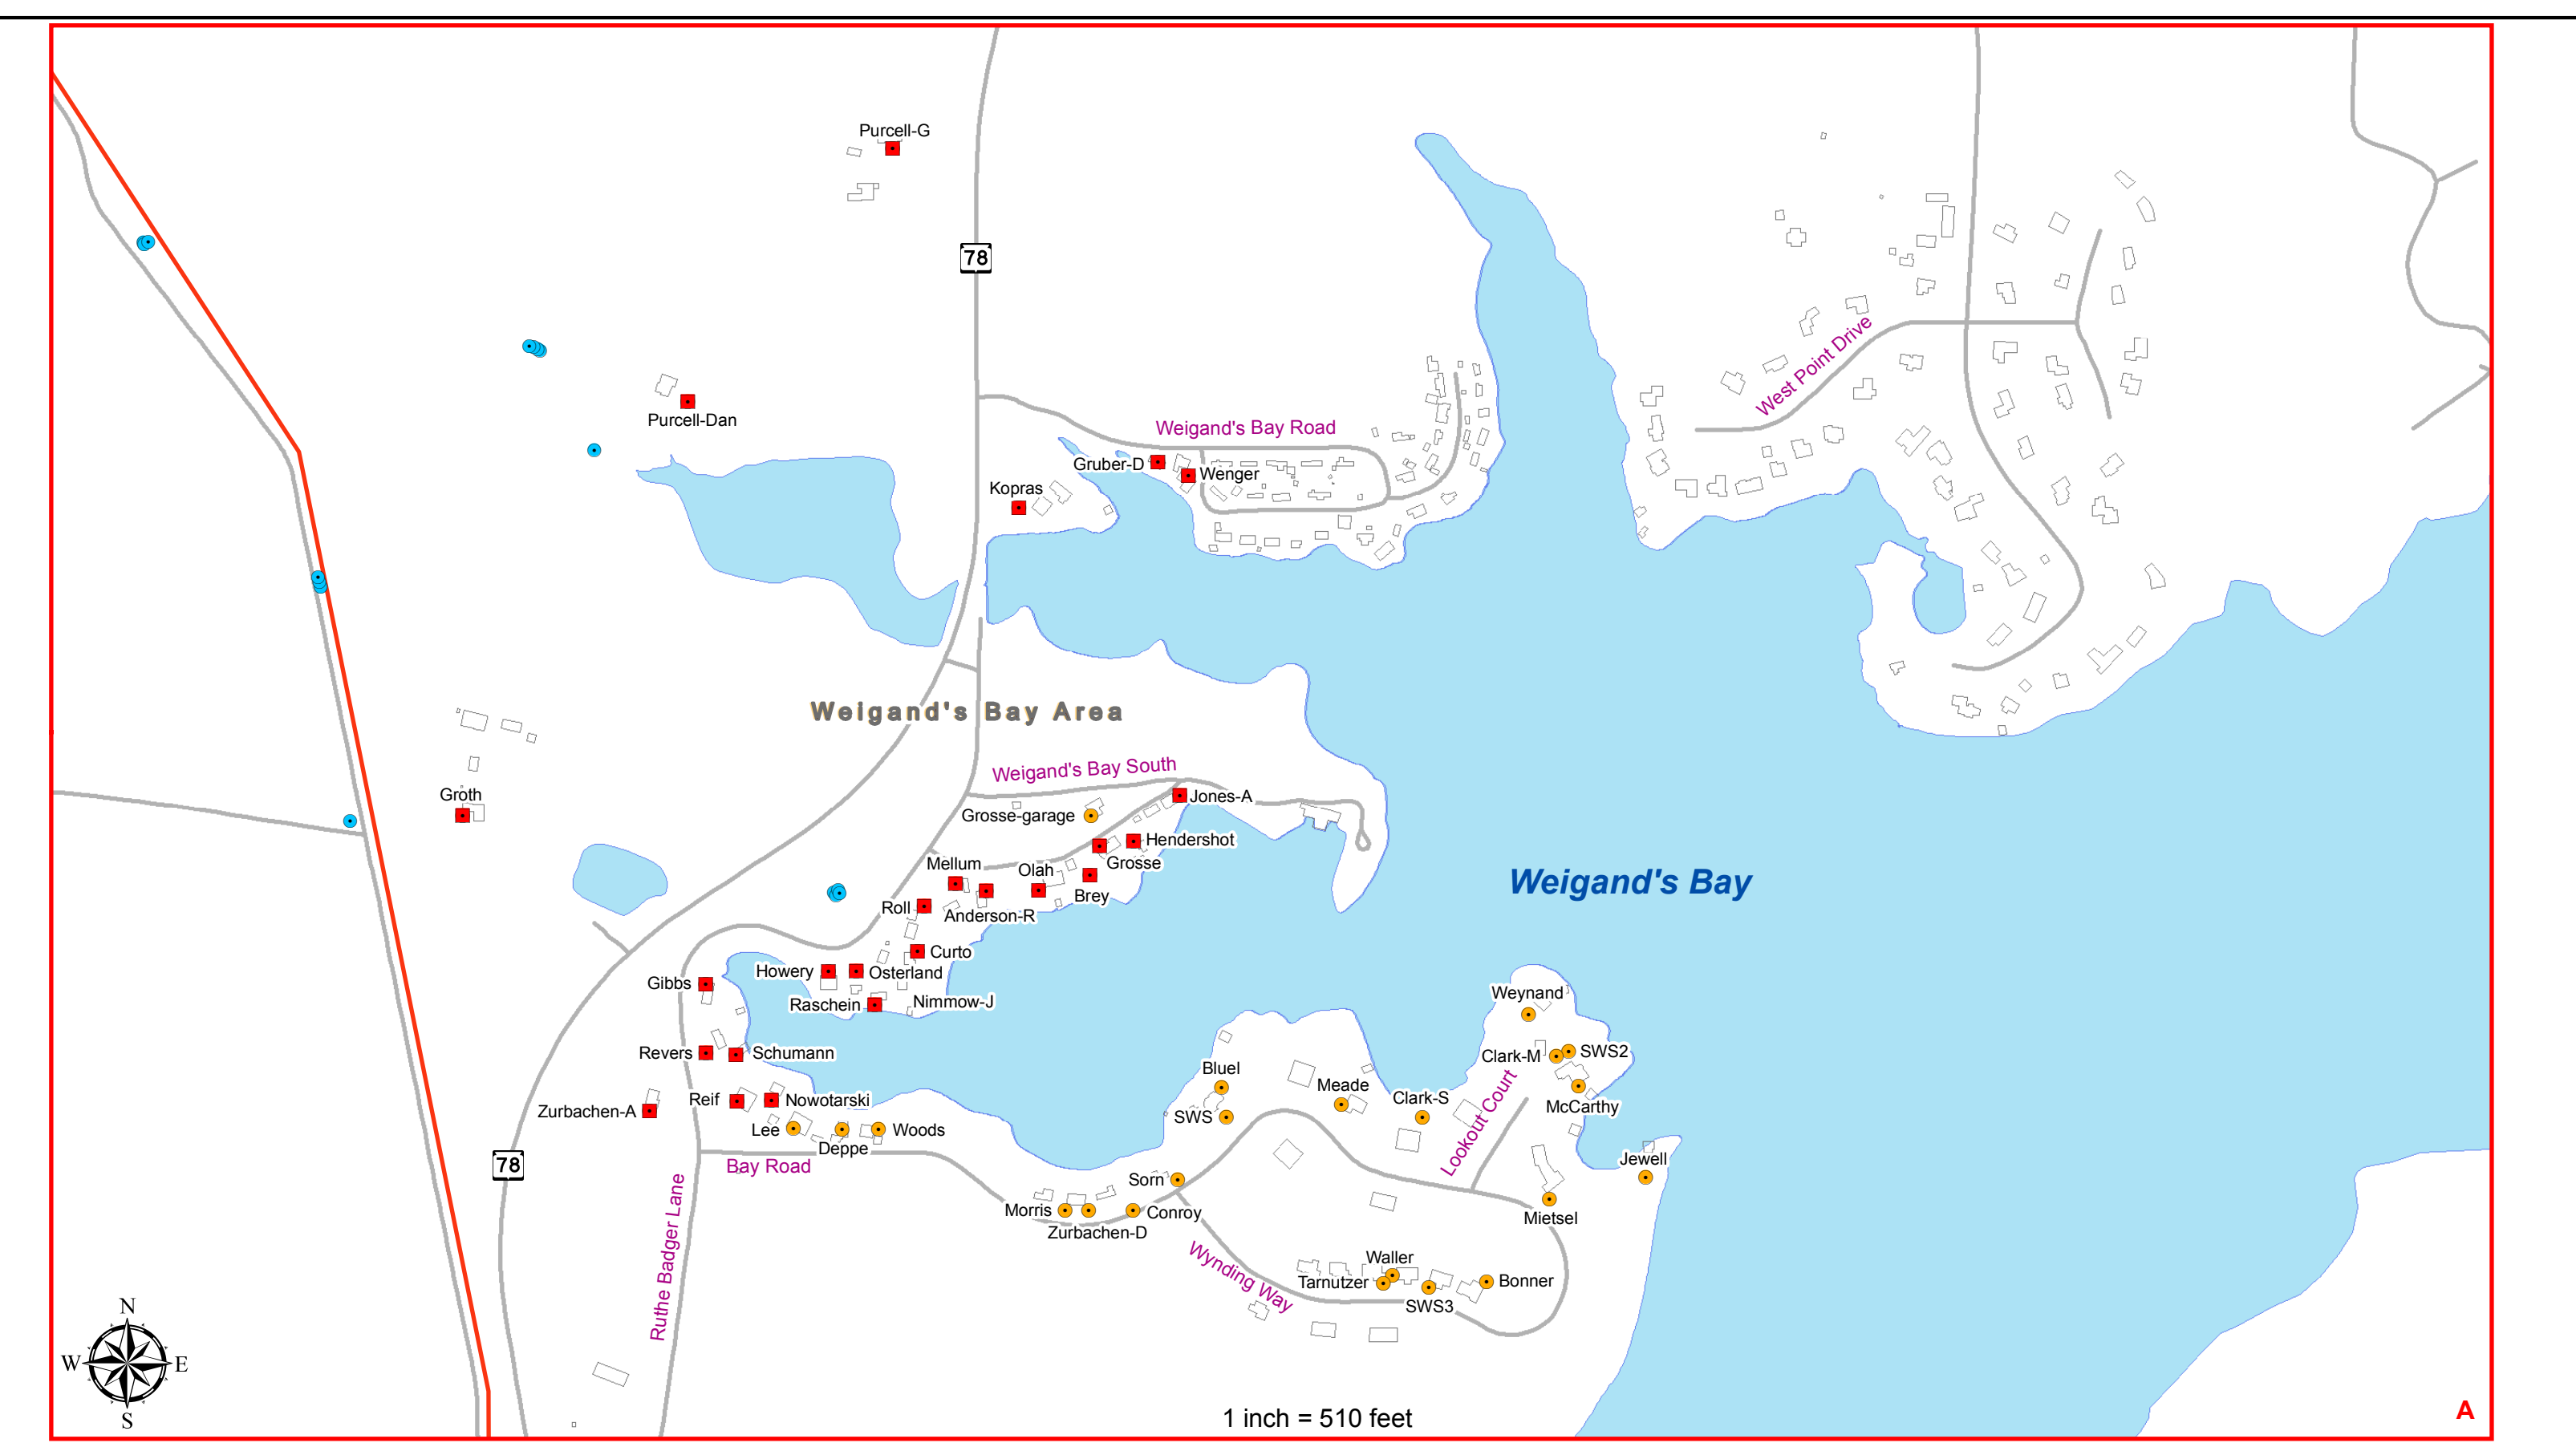 Purcell-G
78
West Point Drive
Purcell-Dan
Weigand's Bay Road
Gruber-D
Wenger
Kopras
Weigand's Bay Area
Weigand's Bay South
Groth
Jones-A
Grosse-garage
Hendershot
Mellum
Olah
Grosse
Weigand's Bay
Brey
Roll
Anderson-R
Curto
Howery
Osterland
Gibbs
Raschein
Nimmow-J
Weynand
Revers
Schumann
Clark-M
SWS2
Bluel
Meade
Clark-S
Reif
Nowotarski
Zurbachen-A
McCarthy
SWS
Lookout Court
Lee
Woods
Deppe
78
Bay Road
Jewell
Sorn
Morris
Conroy
Mietsel
Zurbachen-D
Ruthe Badger Lane
Wynding Way
Waller
Tarnutzer
Bonner
SWS3
N
W E
S
1 inch = 510 feet
A